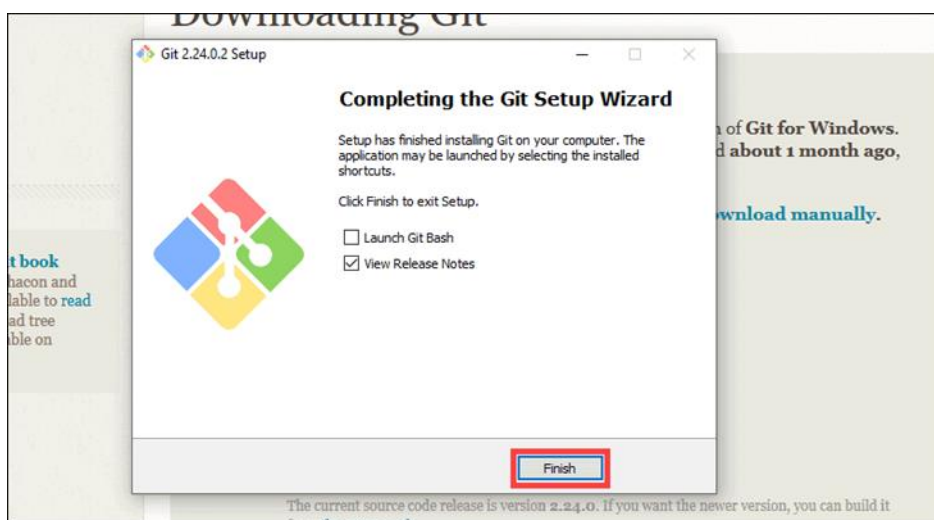 Downloading Git
Git 2.24.0.2 Setup
Completing the Git Setup Wizard
Setup has finished installing Git on your computer. The
application may be launched by selecting the installed
shortcuts.
Click Finish to exit Setup.
Launch Git Bash
View Release Notes
Finish
of Git for Windows.
about 1 month ago,
wnload manually.
t book
hacon and
lable to read
ad tree
ble on
The current source code release is version 2.24.0. If you want the newer version, you can build it